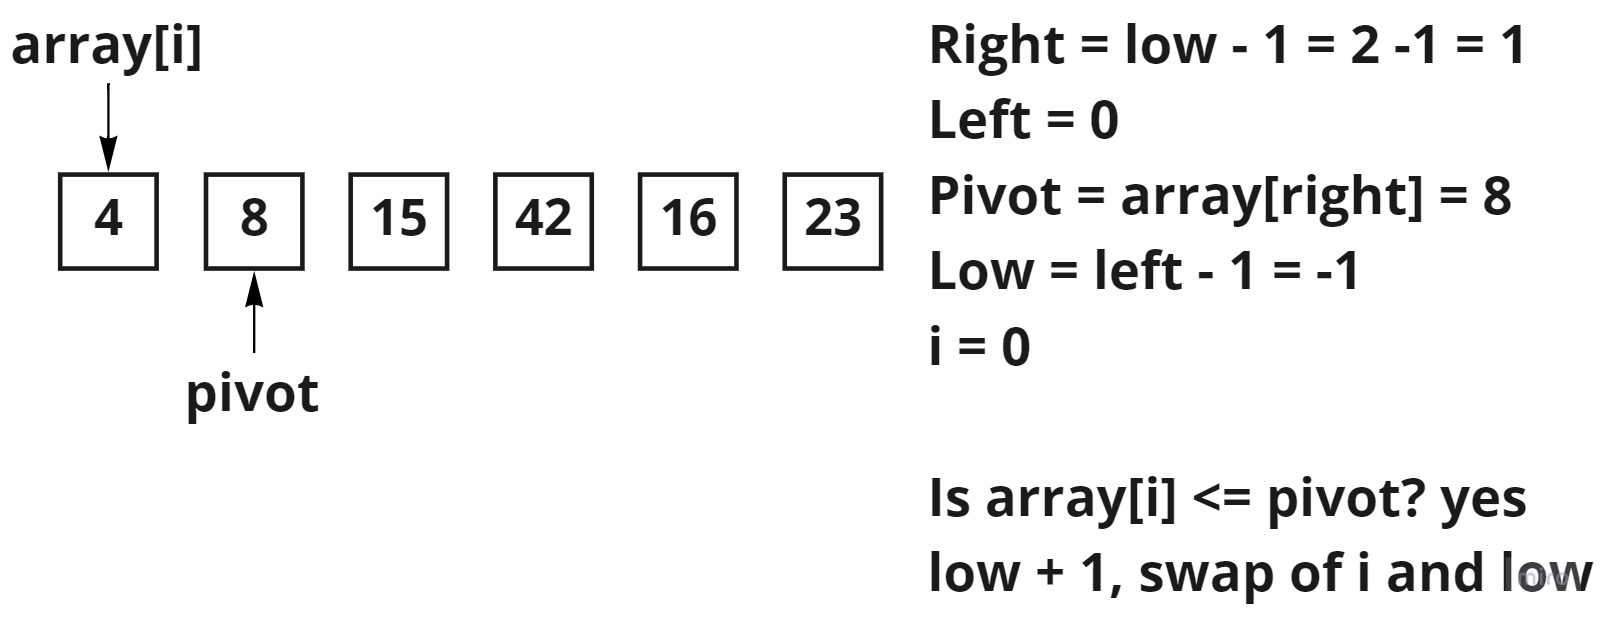 array[i]
4 8 15 42 16 23
pivot
Right = low - 1 = 2 -1 = 1
Left = 0
Pivot = array[right] = 8
Low = left - 1 = -1
i = 0
Is array[i] <= pivot? yes
low + 1, swap of i and low
miro